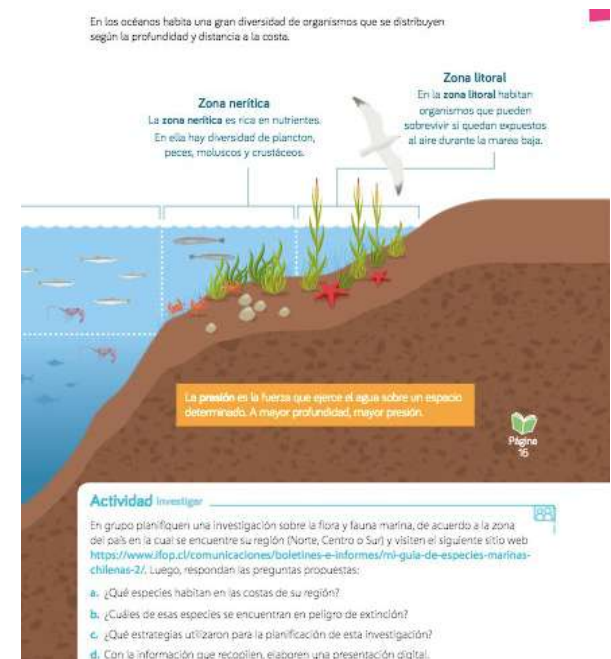 En los océanos habita una gran diversidad de organismos que se distribuyen
según la profundidad y distancia a la costa.
Zona litoral
En la zona litoral habitan
organismos que pueden
sobrevivir si quedan expuestos
al aire durante la marea baja.
Zona nerítica
La zona nerítica es rica en nutrientes.
En ella hay diversidad de plancton,
peces, moluscos y crustáceos.
La presión es la fuerza que ejerce el agua sobre un espacio
determinado. A mayor profundidad, mayor presión.
Página
16
Actividad Investigar
En grupo planifiquen una investigación sobre la flora y fauna marina, de acuerdo a la zona
del país en la cual se encuentre su región (Norte, Centro o Sur) y visiten el siguiente sitio web
https://www.ifop.cl/comunicaciones/boletines-e-informes/mi-guia-de-especies-marinas-
chilenas-2/. Luego, respondan las preguntas propuestas:
a. ¿Qué especies habitan en las costas de su región?
b. ¿Cuáles de esas especies se encuentran en peligro de extinción?
c. ¿Qué estrategias utilizaron para la planificación de esta investigación?
d. Con la información que recopilen, elaboren una presentación digital.